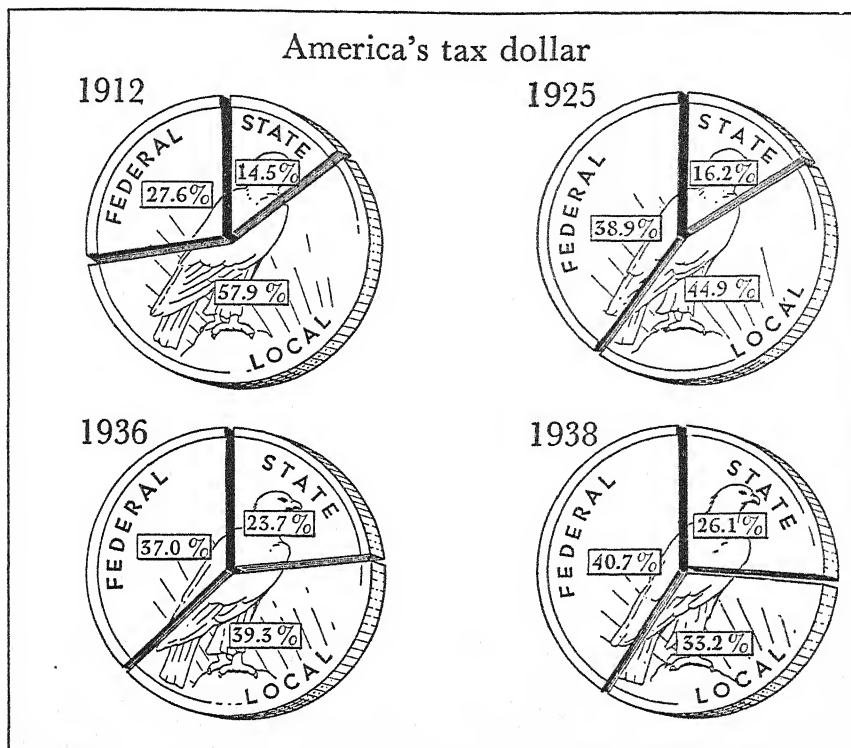 America's tax dollar
1912
FEDERAL
STATE
27.6%
14.5%
57.9 %
LOCAL
1925
FEDERAL
STATE
38.9%
16.2%
44.9 %
LOCAL
1936
FEDERAL
STATE
37.0 %
23.7%
39.3%
LOCAL
1938
FEDERAL
STATE
40.7%
26.1%
33.2 %
LOCAL